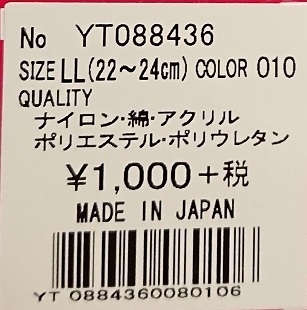 No YT088436
SIZE LL(22〜24cm) COLOR 010
QUALITY
ナイロン・綿・アクリル
ポリエステル・ポリウレタン
¥1,000+税
MADE IN JAPAN
YT 0884360080106